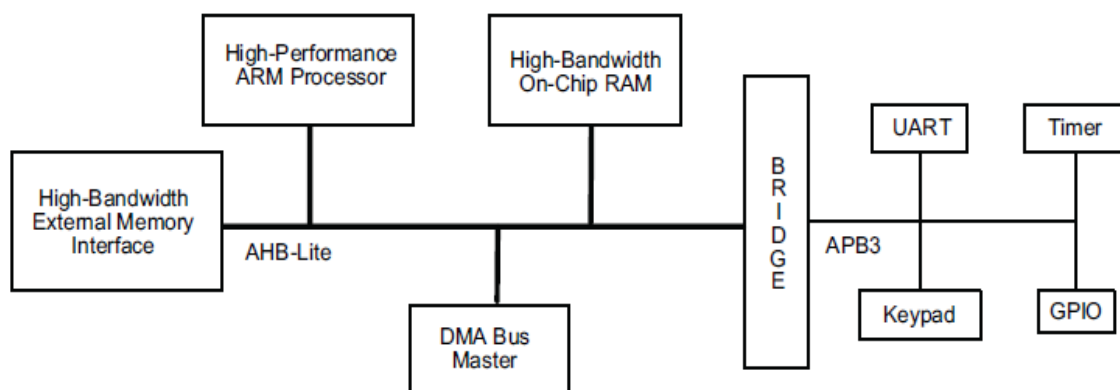 High-Performance
ARM Processor
High-Bandwidth
On-Chip RAM
High-Bandwidth
External Memory
Interface
AHB-Lite
DMA Bus
Master
B
R
I
D
G
E
APB3
UART
Timer
Keypad
GPIO